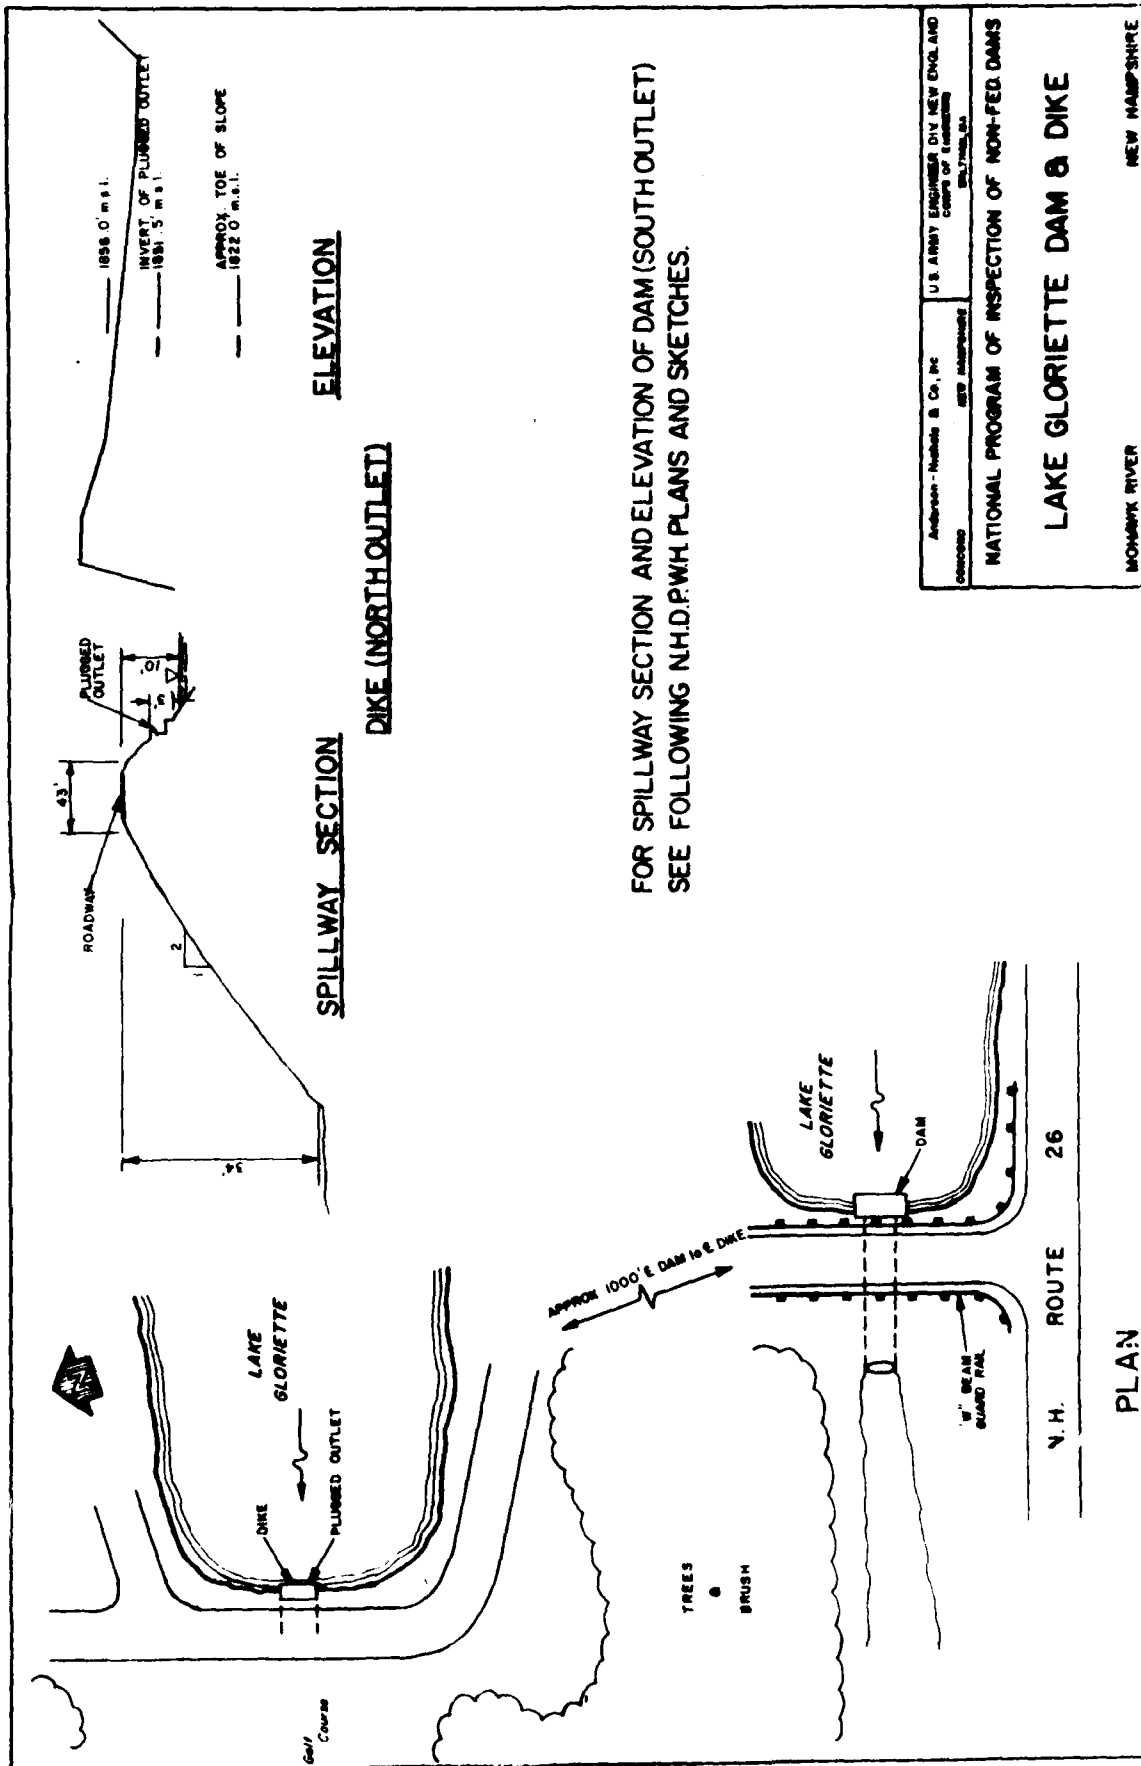 LAKE
GLORIETTE
DIKE
PLUGGED OUTLET
Golf
Course
TREES
&
BRUSH
APPROX 1000' ℄ DAM to ℄ DIKE
LAKE
GLORIETTE
DAM
"W" BEAM
GUARD RAIL
N.H. ROUTE 26
PLAN
ROADWAY
43'
PLUGGED
OUTLET
10'
3'
2
1
34'
SPILLWAY SECTION
DIKE (NORTH OUTLET)
1856.0' m s l.
INVERT OF PLUGGED OUTLET
1851.5' m s l.
APPROX. TOE OF SLOPE
1822.0' m.s.l.
ELEVATION
FOR SPILLWAY SECTION AND ELEVATION OF DAM (SOUTH OUTLET)
SEE FOLLOWING N.H.D.P.W.H. PLANS AND SKETCHES.
Anderson-Nichols & Co., Inc
CONCORD NEW HAMPSHIRE
U S ARMY ENGINEER DIV NEW ENGLAND
CORPS OF ENGINEERS
WALTHAM, MA
NATIONAL PROGRAM OF INSPECTION OF NON-FED. DAMS
LAKE GLORIETTE DAM & DIKE
MOHAWK RIVER NEW HAMPSHIRE